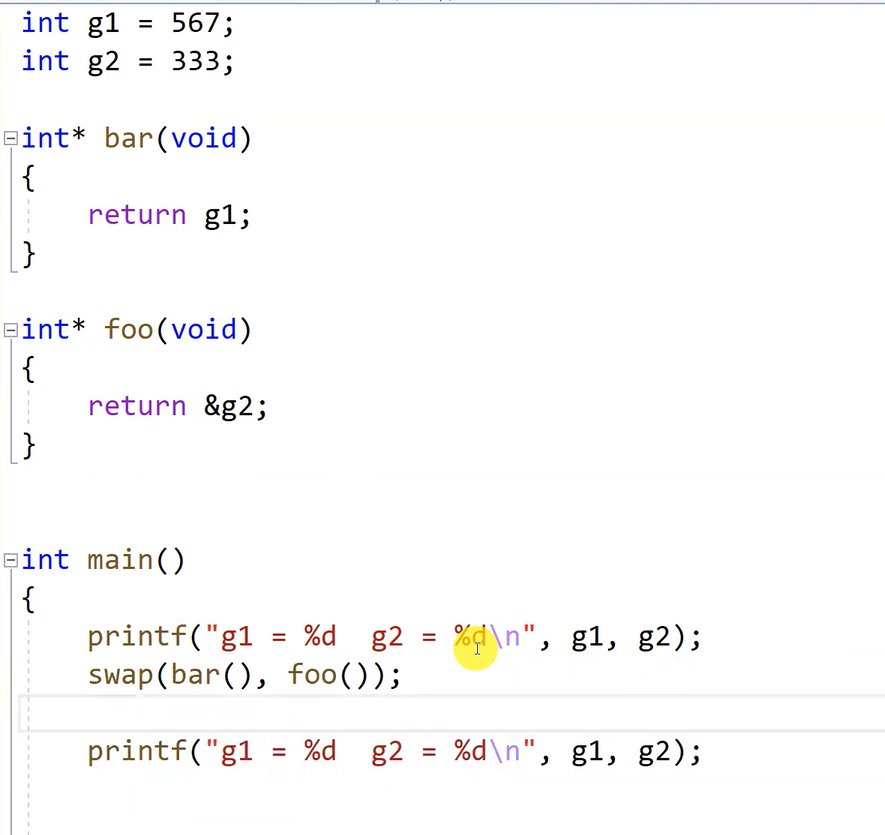 int g1 = 567;
int g2 = 333;
int* bar(void)
{
return g1;
}
int* foo(void)
{
return &g2;
}
int main()
{
printf("g1 = %d  g2 = %d\n", g1, g2);
swap(bar(), foo());
printf("g1 = %d  g2 = %d\n", g1, g2);